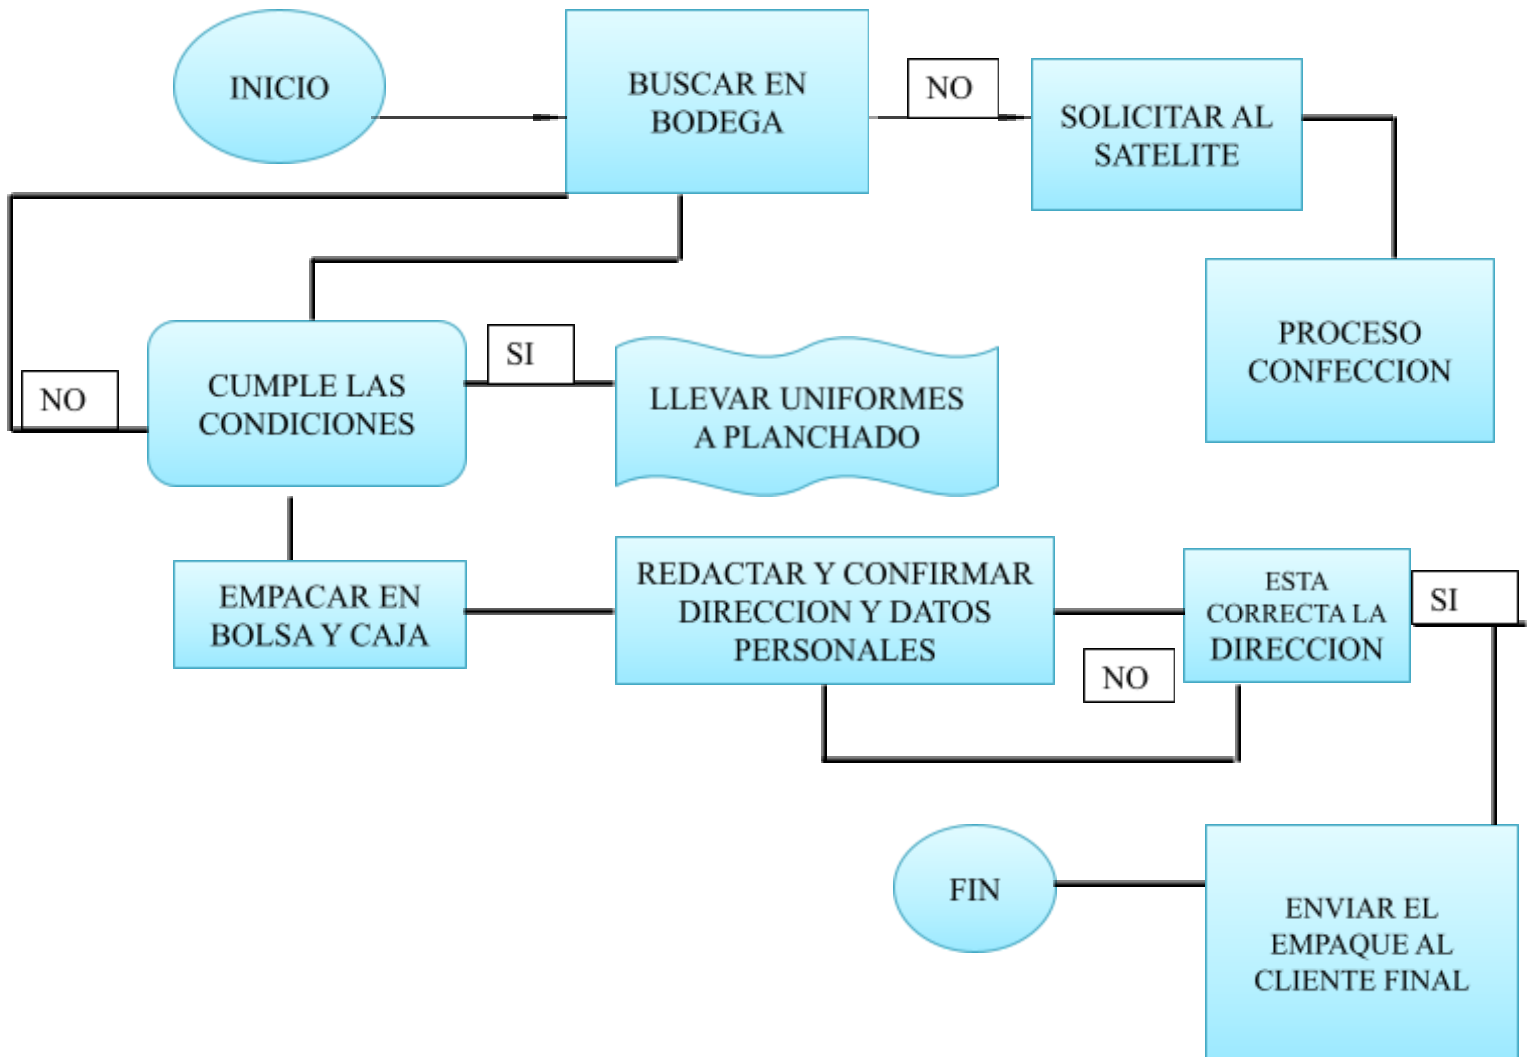 INICIO
BUSCAR EN
BODEGA
NO
SOLICITAR AL
SATELITE
PROCESO
CONFECCION
NO
CUMPLE LAS
CONDICIONES
SI
LLEVAR UNIFORMES
A PLANCHADO
EMPACAR EN
BOLSA Y CAJA
REDACTAR Y CONFIRMAR
DIRECCION Y DATOS
PERSONALES
NO
ESTA
CORRECTA LA
DIRECCION
SI
FIN
ENVIAR EL
EMPAQUE AL
CLIENTE FINAL